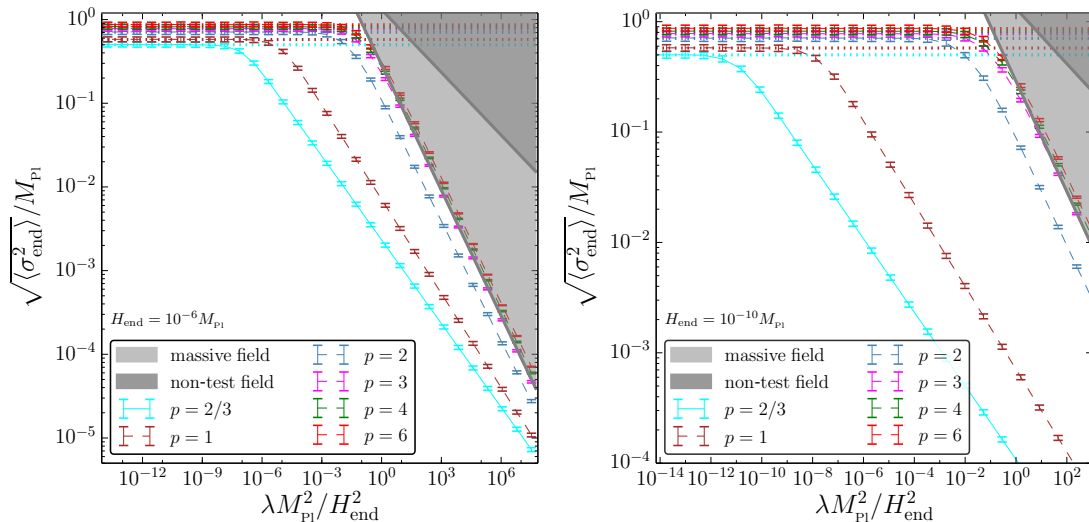 10^0
10^-1
10^-2
10^-3
10^-4
10^-5
√⟨σ²_end⟩/M_Pl
H_end = 10^-6 M_Pl
massive field
non-test field
p = 2/3
p = 1
p = 2
p = 3
p = 4
p = 6
10^-12 10^-9 10^-6 10^-3 10^0 10^3 10^6
λM²_Pl/H²_end
10^0
10^-1
10^-2
10^-3
10^-4
√⟨σ²_end⟩/M_Pl
H_end = 10^-10 M_Pl
massive field
non-test field
p = 2/3
p = 1
p = 2
p = 3
p = 4
p = 6
10^-14 10^-12 10^-10 10^-8 10^-6 10^-4 10^-2 10^0 10^2
λM²_Pl/H²_end